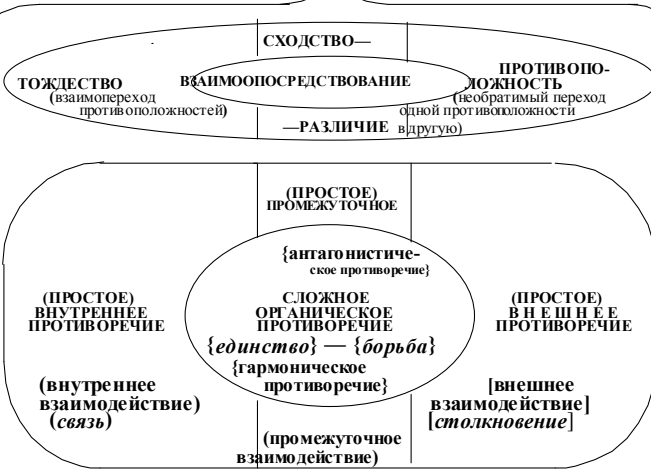 СХОДСТВО—
ТОЖДЕСТВО
(взаимопереход
противоположностей)
ВЗАИМООПОСРЕДСТВОВАНИЕ
ПРОТИВОПО-
ЛОЖНОСТЬ
(необратимый переход
одной противоположности
в другую)
—РАЗЛИЧИЕ
(ПРОСТОЕ)
ПРОМЕЖУТОЧНОЕ
{антагонистиче-
ское противоречие}
(ПРОСТОЕ)
ВНУТРЕННЕЕ
ПРОТИВОРЕЧИЕ
СЛОЖНОЕ
ОРГАНИЧЕСКОЕ
ПРОТИВОРЕЧИЕ
(ПРОСТОЕ)
ВНЕШНЕЕ
ПРОТИВОРЕЧИЕ
{единство} — {борьба}
{гармоническое
противоречие}
(внутреннее
взаимодействие)
(связь)
[внешнее
взаимодействие]
[столкновение]
(промежуточное
взаимодействие)